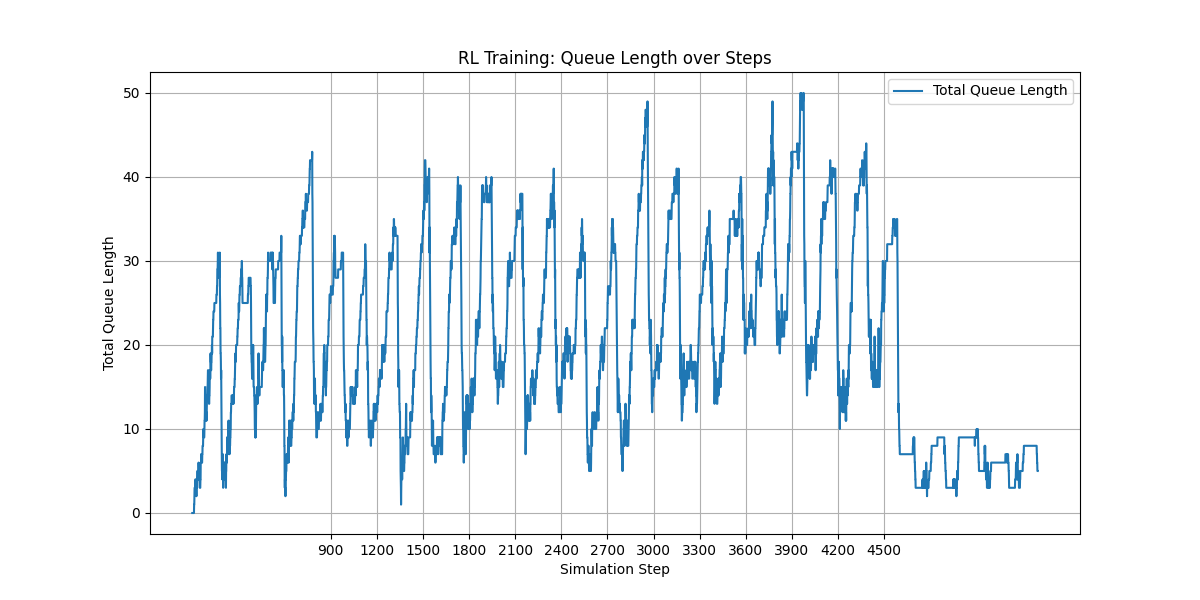 RL Training: Queue Length over Steps
Total Queue Length
50
40
30
20
10
0
Total Queue Length
900 1200 1500 1800 2100 2400 2700 3000 3300 3600 3900 4200 4500
Simulation Step